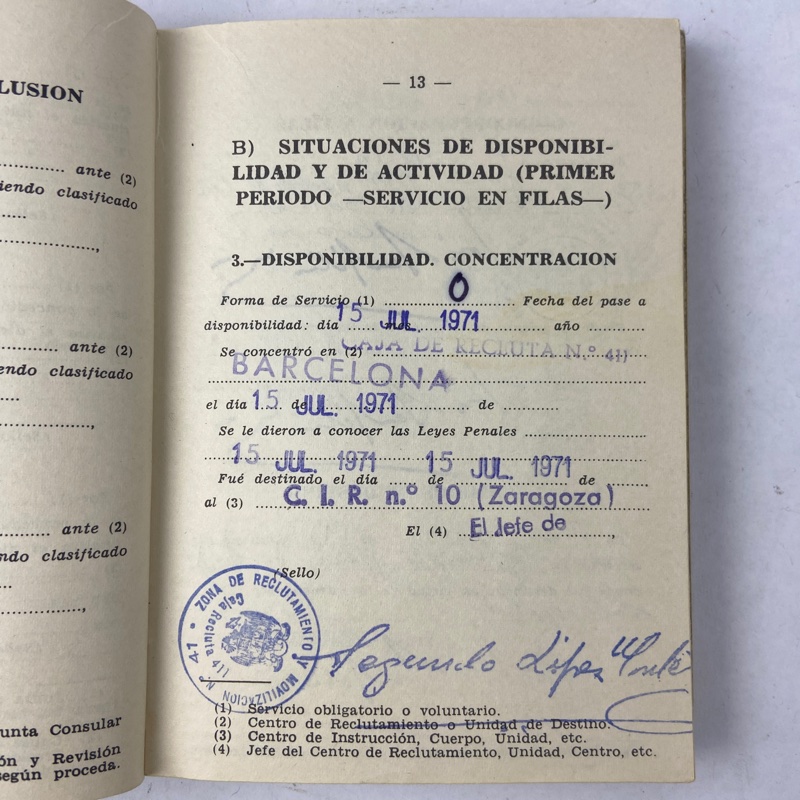 LUSION
ante (2)
iendo clasificado
ante (2)
endo clasificado
ante (2)
ndo clasificado
unta Consular
ón y Revisión
según proceda.
— 13 —
B) SITUACIONES DE DISPONIBI-
LIDAD Y DE ACTIVIDAD (PRIMER
PERIODO —SERVICIO EN FILAS—)
3.—DISPONIBILIDAD. CONCENTRACION
Forma de Servicio (1) O Fecha del pase a
disponibilidad: día 15 mes JUL. 1971 año
Se concentró en (2) CAJA DE RECLUTA N.º 411
BARCELONA
el día 15 de JUL. 1971 de
Se le dieron a conocer las Leyes Penales
15 JUL. 1971 15 JUL. 1971
Fué destinado el día de de
al (3) C. I. R. n.º 10 (Zaragoza)
El (4) El Jefe de
(Sello)
ZONA DE RECLUTAMIENTO Y MOVILIZACION Nº 41
Caja Recluta 411
Segundo López
(1) Servicio obligatorio o voluntario.
(2) Centro de Reclutamiento o Unidad de Destino.
(3) Centro de Instrucción, Cuerpo, Unidad, etc.
(4) Jefe del Centro de Reclutamiento, Unidad, Centro, etc.